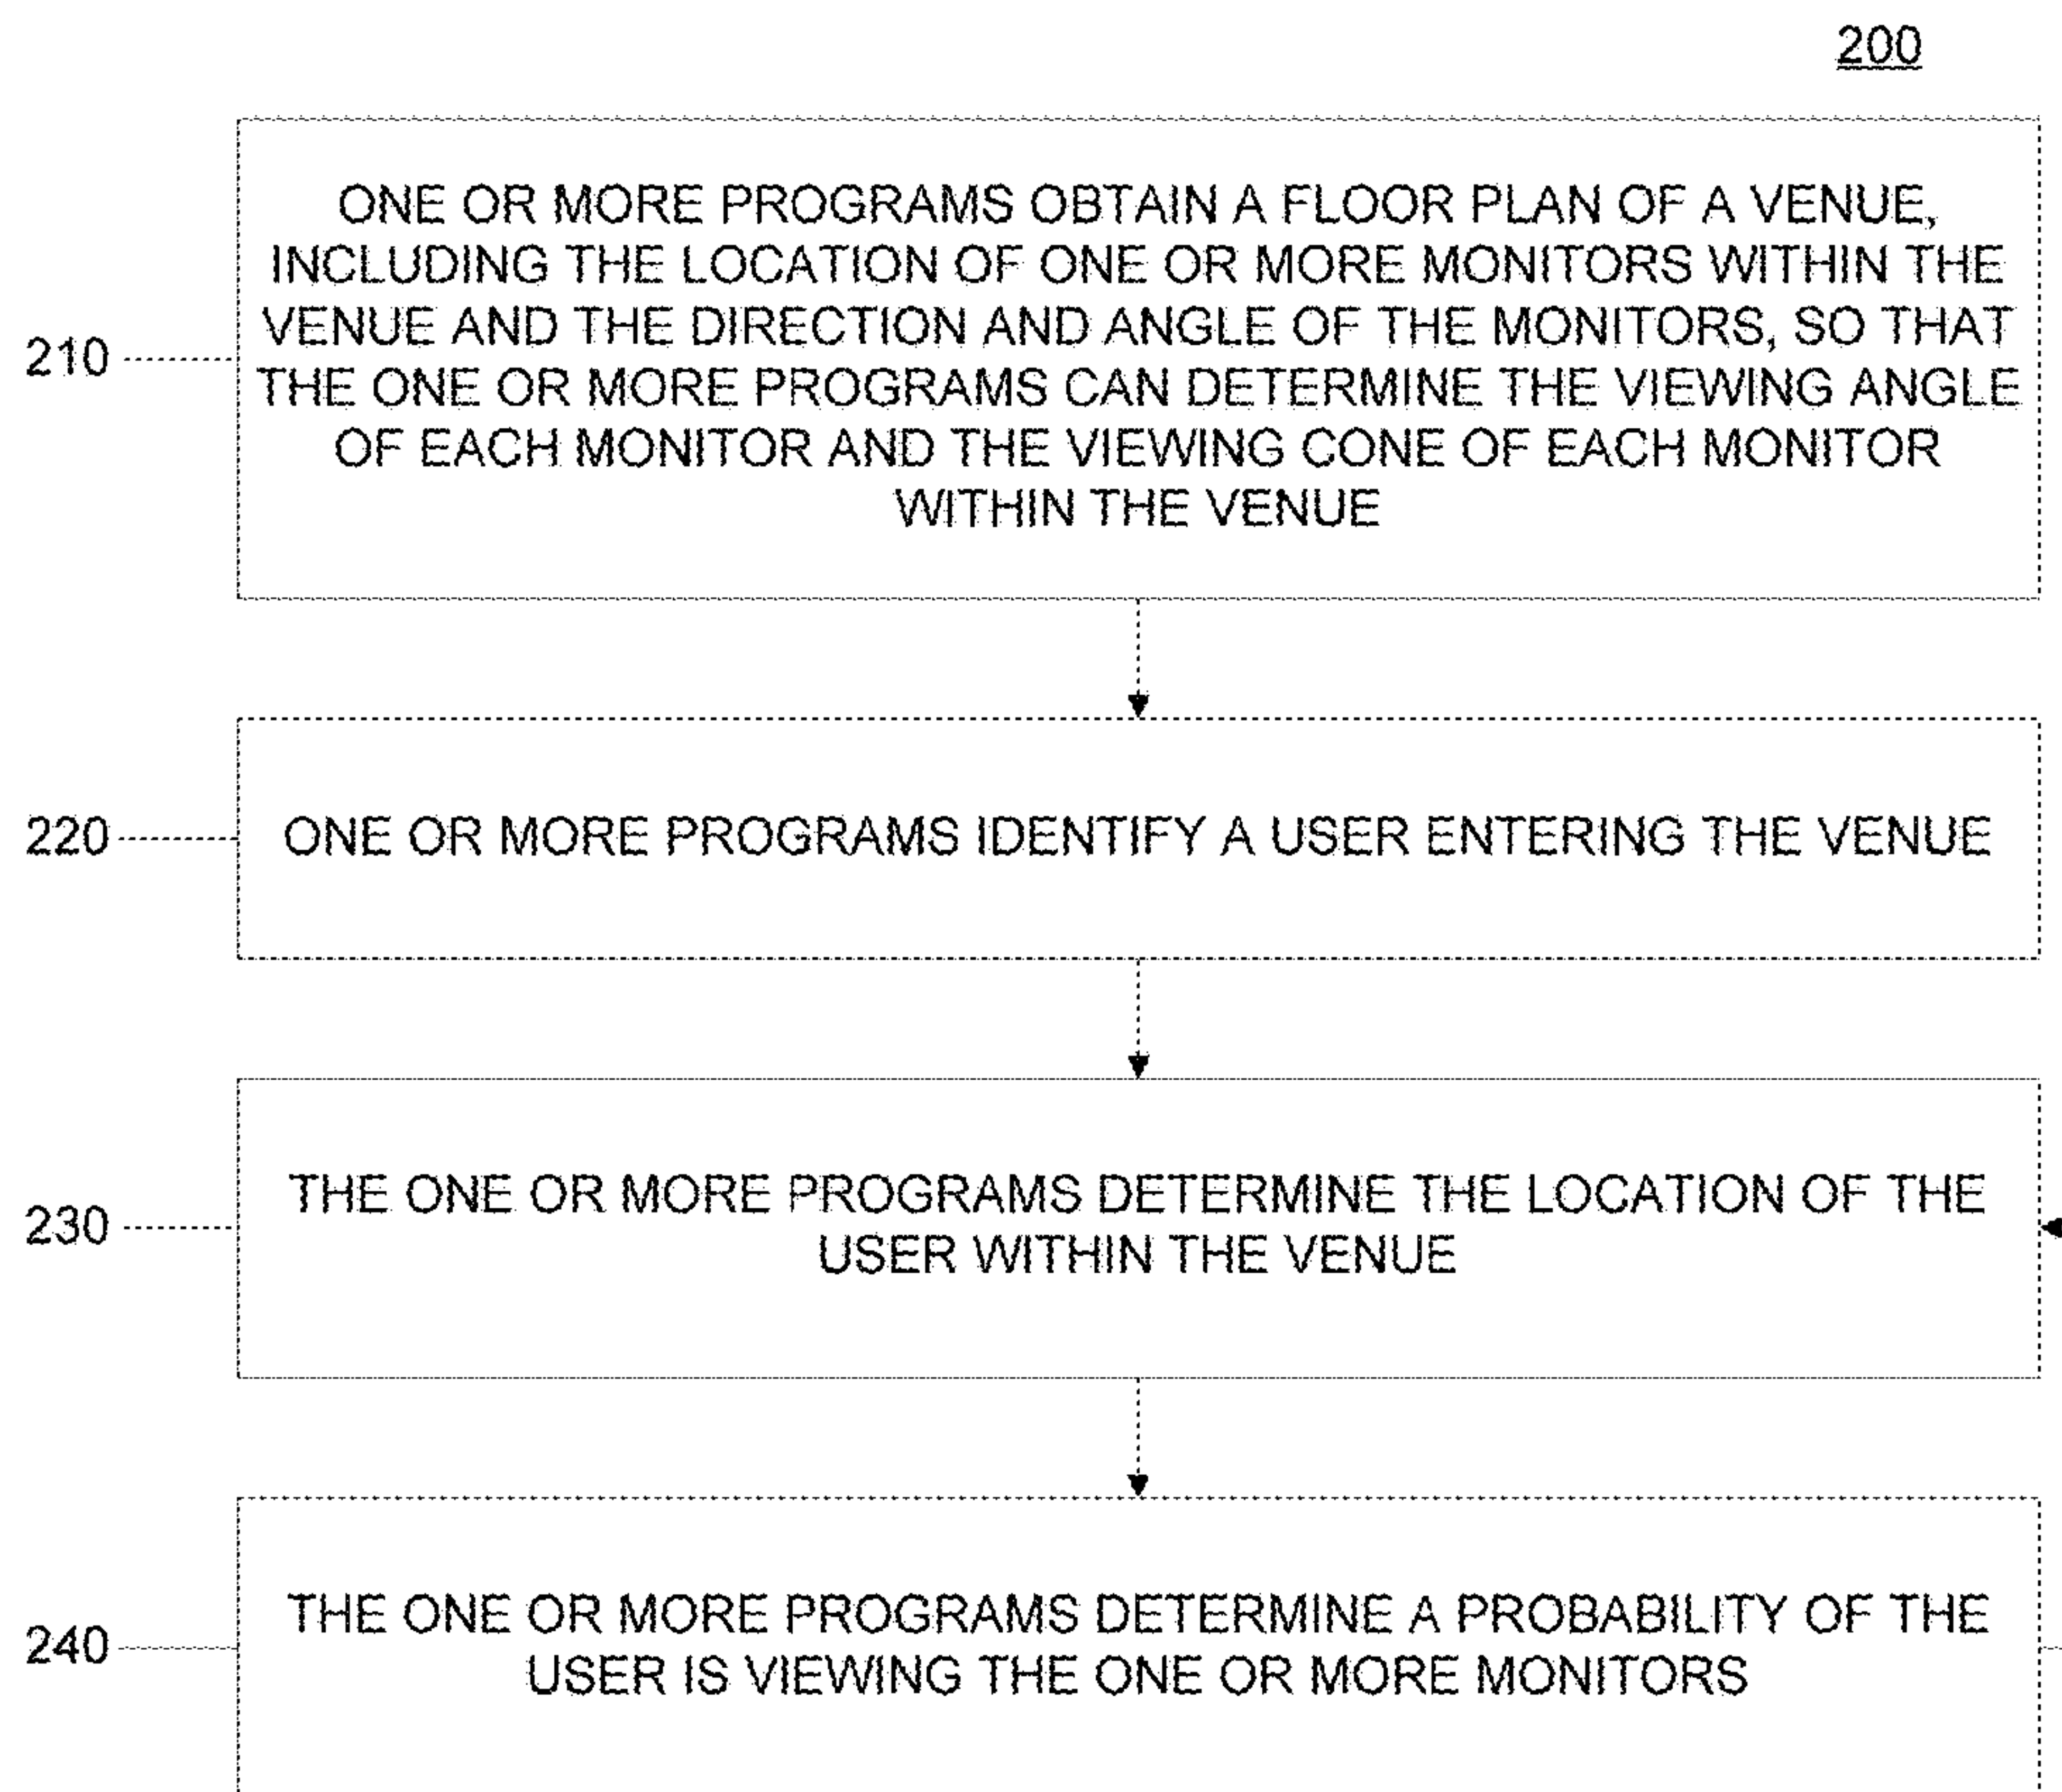 200
ONE OR MORE PROGRAMS OBTAIN A FLOOR PLAN OF A VENUE,
INCLUDING THE LOCATION OF ONE OR MORE MONITORS WITHIN THE
VENUE AND THE DIRECTION AND ANGLE OF THE MONITORS, SO THAT
THE ONE OR MORE PROGRAMS CAN DETERMINE THE VIEWING ANGLE
OF EACH MONITOR AND THE VIEWING CONE OF EACH MONITOR
WITHIN THE VENUE
210
220
ONE OR MORE PROGRAMS IDENTIFY A USER ENTERING THE VENUE
230
THE ONE OR MORE PROGRAMS DETERMINE THE LOCATION OF THE
USER WITHIN THE VENUE
240
THE ONE OR MORE PROGRAMS DETERMINE A PROBABILITY OF THE
USER IS VIEWING THE ONE OR MORE MONITORS